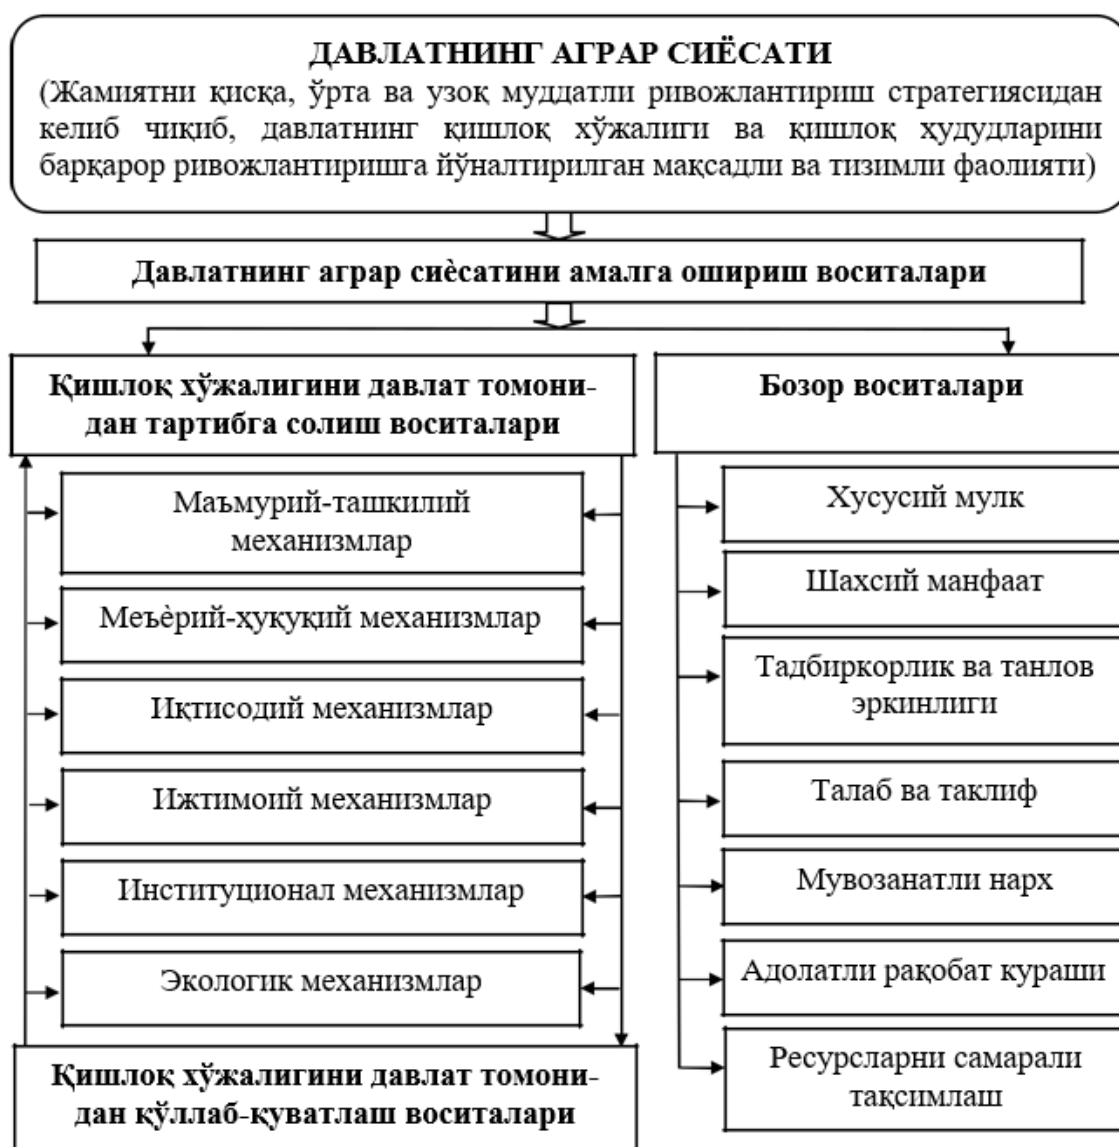 ДАВЛАТНИНГ АГРАР СИЁСАТИ
(Жамиятни қисқа, ўрта ва узоқ муддатли ривожлантириш стратегиясидан
келиб чиқиб, давлатнинг қишлоқ хўжалиги ва қишлоқ ҳудудларини
барқарор ривожлантиришга йўналтирилган мақсадли ва тизимли фаолияти)
Давлатнинг аграр сиѐсатини амалга ошириш воситалари
Қишлоқ хўжалигини давлат томони-
дан тартибга солиш воситалари
Маъмурий-ташкилий
механизмлар
Меъѐрий-ҳуқуқий механизмлар
Иқтисодий механизмлар
Ижтимоий механизмлар
Институционал механизмлар
Экологик механизмлар
Қишлоқ хўжалигини давлат томони-
дан қўллаб-қуватлаш воситалари
Бозор воситалари
Хусусий мулк
Шахсий манфаат
Тадбиркорлик ва танлов
эркинлиги
Талаб ва таклиф
Мувозанатли нарх
Адолатли рақобат кураши
Ресурсларни самарали
тақсимлаш